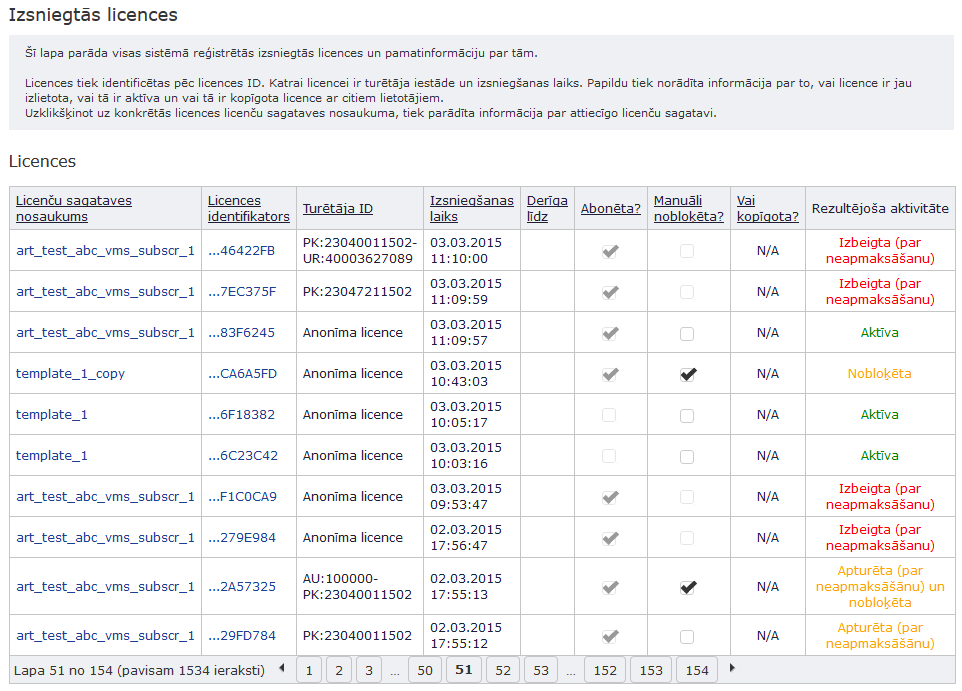 Izsniegtās licences
Šī lapa parāda visas sistēmā reģistrētās izsniegtās licences un pamatinformāciju par tām.
Licences tiek identificētas pēc licences ID. Katrai licencei ir turētāja iestāde un izsniegšanas laiks. Papildu tiek norādīta informācija par to, vai licence ir jau
izlietota, vai tā ir aktīva un vai tā ir kopīgota licence ar citiem lietotājiem.
Uzklikšķinot uz konkrētās licences licenču sagataves nosaukuma, tiek parādīta informācija par attiecīgo licenču sagatavi.
Licences
Licenču sagataves nosaukums Licences identifikators Turētāja ID Izsniegšanas laiks Derīga līdz Abonēta? Manuāli nobloķēta? Vai kopīgota? Rezultējoša aktivitāte
art_test_abc_vms_subscr_1 ...46422FB PK:23040011502-UR:40003627089 03.03.2015 11:10:00 N/A Izbeigta (par neapmaksāšanu)
art_test_abc_vms_subscr_1 ...7EC375F PK:23047211502 03.03.2015 11:09:59 N/A Izbeigta (par neapmaksāšanu)
art_test_abc_vms_subscr_1 ...83F6245 Anonīma licence 03.03.2015 11:09:57 N/A Aktīva
template_1_copy ...CA6A5FD Anonīma licence 03.03.2015 10:43:03 N/A Nobloķēta
template_1 ...6F18382 Anonīma licence 03.03.2015 10:05:17 N/A Aktīva
template_1 ...6C23C42 Anonīma licence 03.03.2015 10:03:16 N/A Aktīva
art_test_abc_vms_subscr_1 ...F1C0CA9 Anonīma licence 03.03.2015 09:53:47 N/A Izbeigta (par neapmaksāšanu)
art_test_abc_vms_subscr_1 ...279E984 Anonīma licence 02.03.2015 17:56:47 N/A Izbeigta (par neapmaksāšanu)
art_test_abc_vms_subscr_1 ...2A57325 AU:100000-PK:23040011502 02.03.2015 17:55:13 N/A Apturēta (par neapmaksāšānu) un nobloķēta
art_test_abc_vms_subscr_1 ...29FD784 PK:23040011502 02.03.2015 17:55:12 N/A Apturēta (par neapmaksāšānu)
Lapa 51 no 154 (pavisam 1534 ieraksti) 1 2 3 ... 50 51 52 53 ... 152 153 154